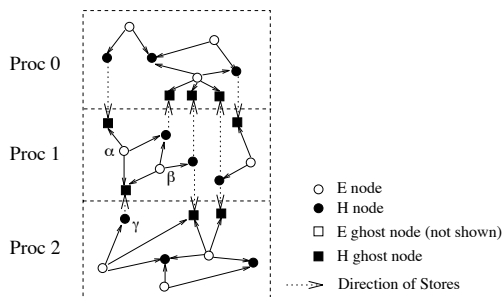 Proc 0
Proc 1
α
β
Proc 2
γ
E node
H node
E ghost node (not shown)
H ghost node
Direction of Stores